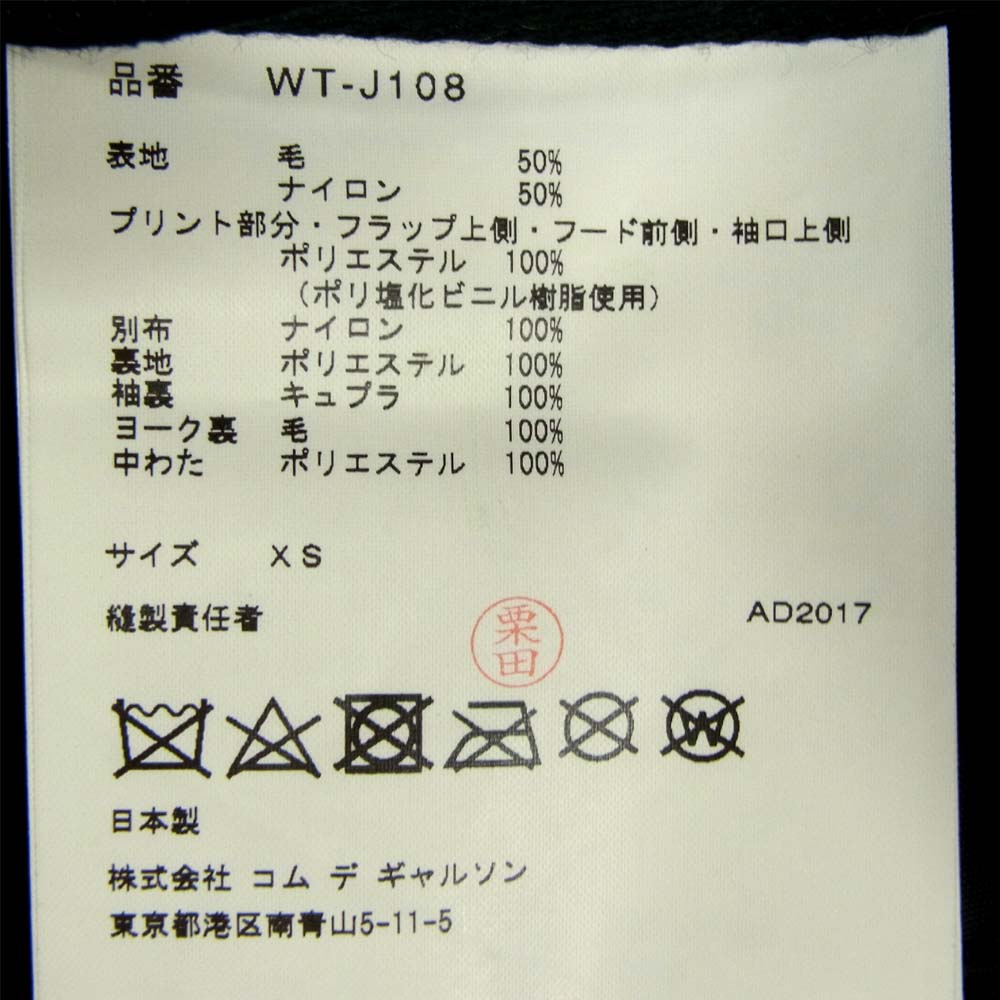 品番 WT-J108
表地 毛 50%
ナイロン 50%
プリント部分・フラップ上側・フード前側・袖口上側
ポリエステル 100%
（ポリ塩化ビニル樹脂使用）
別布 ナイロン 100%
裏地 ポリエステル 100%
袖裏 キュプラ 100%
ヨーク裏 毛 100%
中わた ポリエステル 100%
サイズ XS
縫製責任者 栗田 AD2017
W
日本製
株式会社 コム デ ギャルソン
東京都港区南青山5-11-5